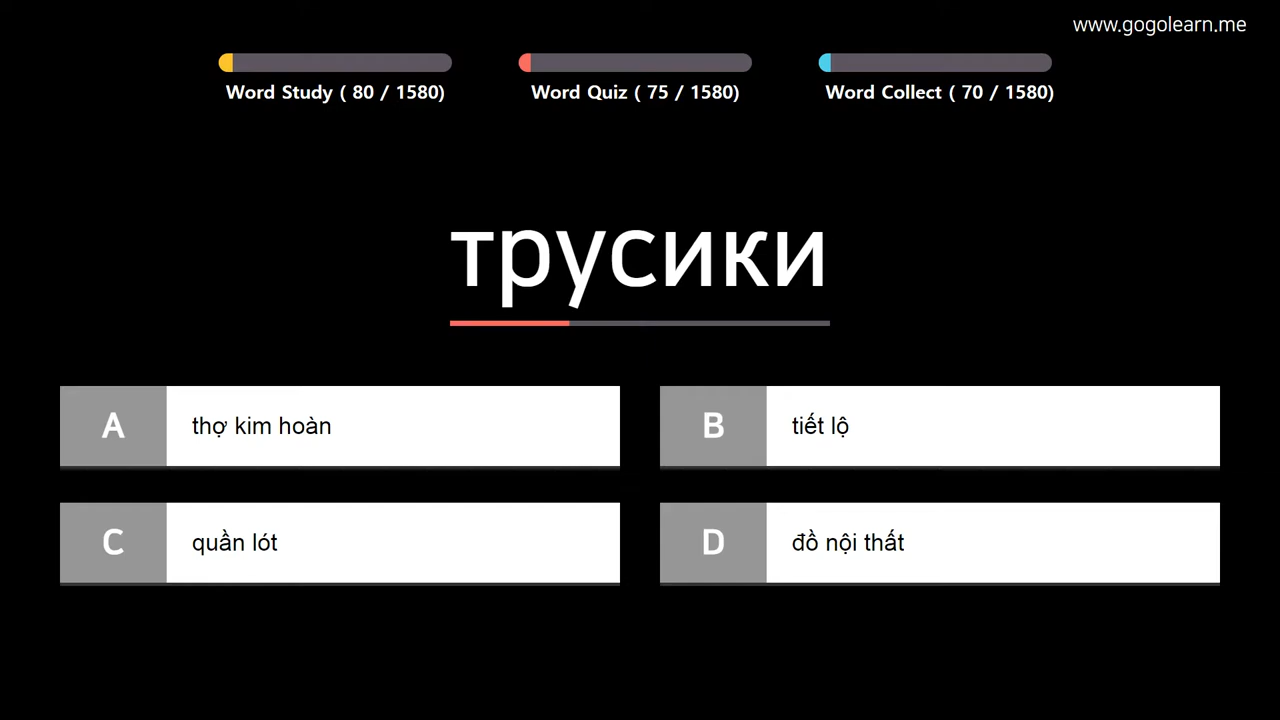 www.gogolearn.me
Word Study ( 80 / 1580)
Word Quiz ( 75 / 1580)
Word Collect ( 70 / 1580)
трусики
A thợ kim hoàn
B tiết lộ
C quần lót
D đồ nội thất